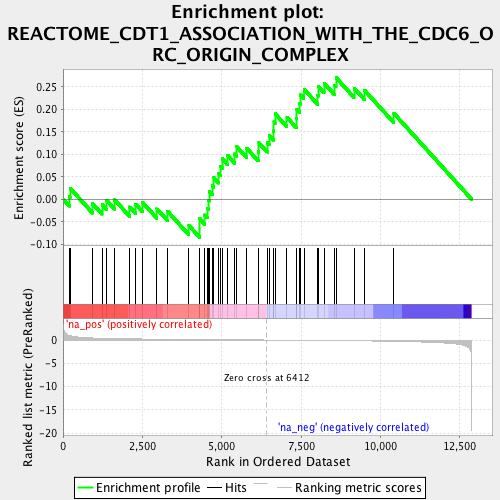 Enrichment plot:
REACTOME_CDT1_ASSOCIATION_WITH_THE_CDC6_O
RC_ORIGIN_COMPLEX
Enrichment score (ES)
0.25
0.20
0.15
0.10
0.05
0.00
-0.05
-0.10
'na_pos' (positively correlated)
Ranked list metric (PreRanked)
0
-5
-10
-15
-20
Zero cross at 6412
'na_neg' (negatively correlated)
0
2,500
5,000
7,500
10,000
12,500
Rank in Ordered Dataset
Enrichment profile
Hits
Ranking metric scores